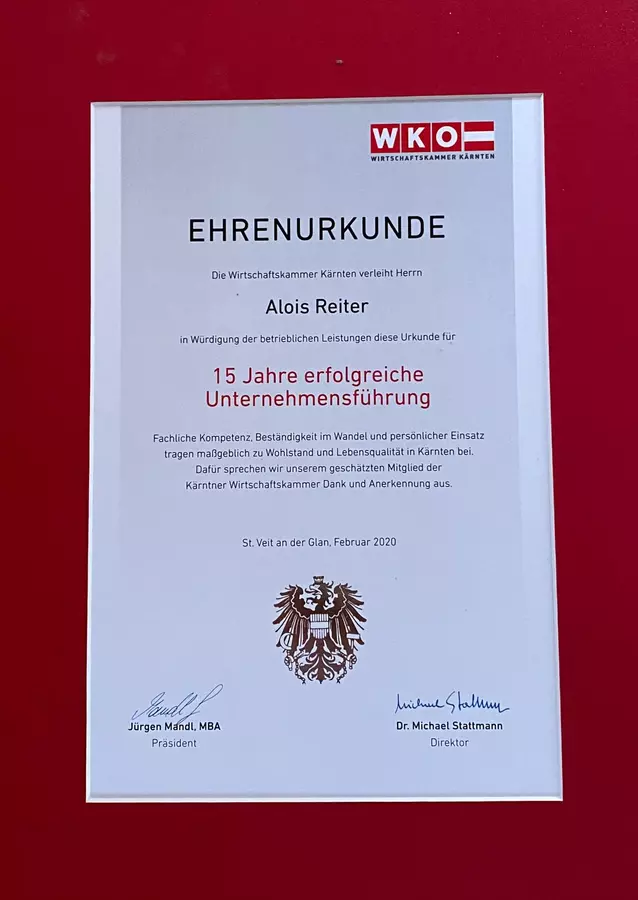 WKO
WIRTSCHAFTSKAMMER KÄRNTEN
EHRENURKUNDE
Die Wirtschaftskammer Kärnten verleiht Herrn
Alois Reiter
in Würdigung der betrieblichen Leistungen diese Urkunde für
15 Jahre erfolgreiche
Unternehmensführung
Fachliche Kompetenz, Beständigkeit im Wandel und persönlicher Einsatz
tragen maßgeblich zu Wohlstand und Lebensqualität in Kärnten bei.
Dafür sprechen wir unserem geschätzten Mitglied der
Kärntner Wirtschaftskammer Dank und Anerkennung aus.
St. Veit an der Glan, Februar 2020
Michael Stattmann
Jürgen Mandl, MBA
Präsident
Dr. Michael Stattmann
Direktor